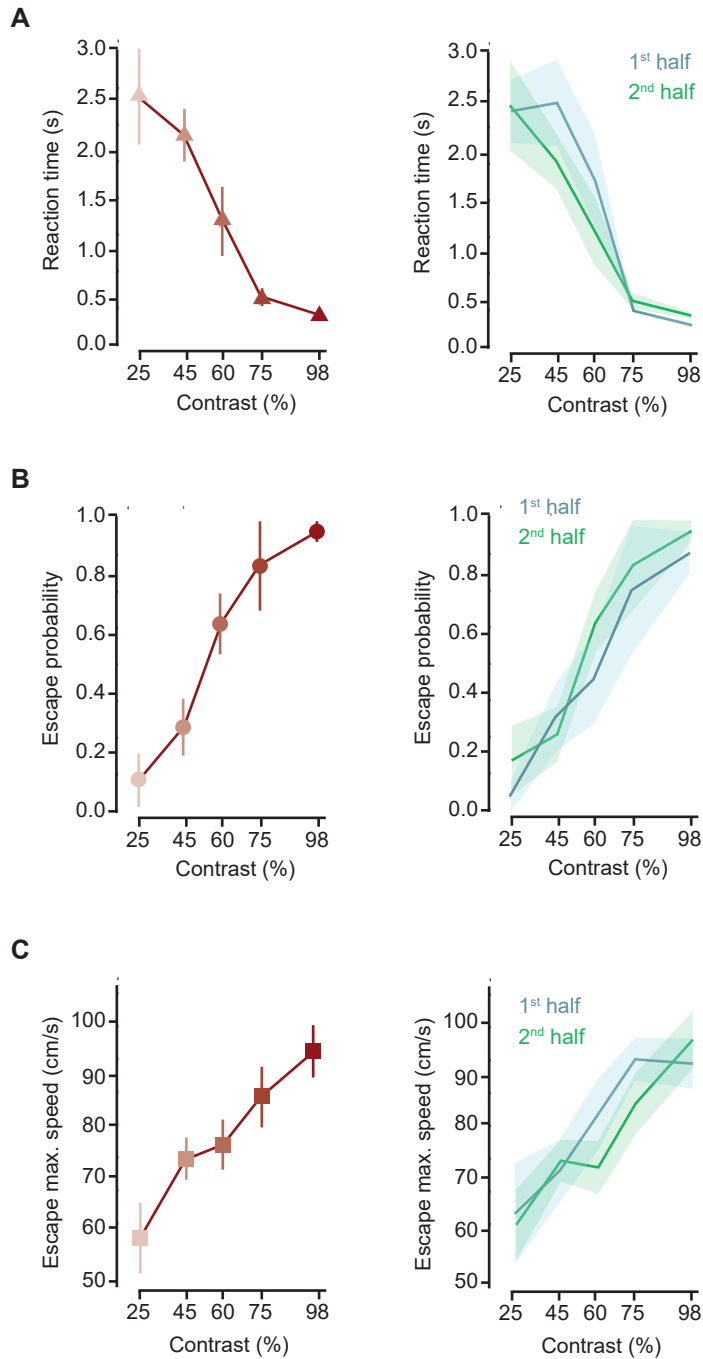 A
Reaction time (s)
3.0
2.5
2.0
1.5
1.0
0.5
0.0
25 45 60 75 98
Contrast (%)
Reaction time (s)
3.0
2.5
2.0
1.5
1.0
0.5
0.0
1st half
2nd half
25 45 60 75 98
Contrast (%)
B
Escape probability
1.0
0.8
0.6
0.4
0.2
0.0
25 45 60 75 98
Contrast (%)
Escape probability
1.0
0.8
0.6
0.4
0.2
0.0
1st half
2nd half
25 45 60 75 98
Contrast (%)
C
Escape max. speed (cm/s)
100
90
80
70
60
50
25 45 60 75 98
Contrast (%)
Escape max. speed (cm/s)
100
90
80
70
60
50
1st half
2nd half
25 45 60 75 98
Contrast (%)